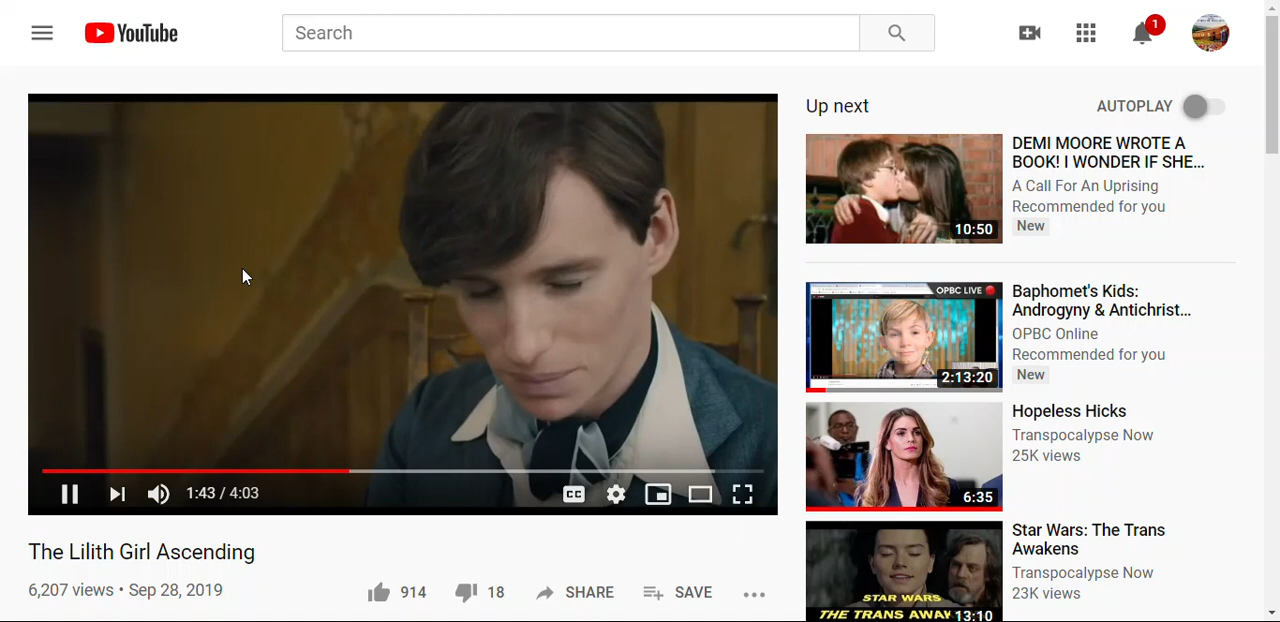 YouTube
Search
1
1:43 / 4:03
CC
The Lilith Girl Ascending
6,207 views • Sep 28, 2019
914
18
SHARE
SAVE
Up next
AUTOPLAY
10:50
DEMI MOORE WROTE A
BOOK! I WONDER IF SHE...
A Call For An Uprising
Recommended for you
New
OPBC LIVE
2:13:20
Baphomet's Kids:
Androgyny & Antichrist...
OPBC Online
Recommended for you
New
6:35
Hopeless Hicks
Transpocalypse Now
25K views
STAR WARS
THE TRANS AWAK
13:10
Star Wars: The Trans
Awakens
Transpocalypse Now
23K views